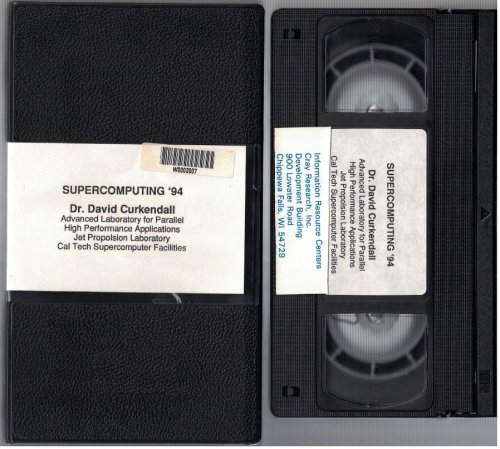 W0002007
SUPERCOMPUTING '94
Dr. David Curkendall
Advanced Laboratory for Parallel
High Performance Applications
Jet Propolsion Laboratory
Cal Tech Supercomputer Facilities
SUPERCOMPUTING '94
Dr. David Curkendall
Advanced Laboratory for Parallel
High Performance Applications
Jet Propolsion Laboratory
Cal Tech Supercomputer Facilities
Information Resource Centers
Cray Research, Inc.
Development Building
900 Lowater Road
Chippewa Falls, WI 54729